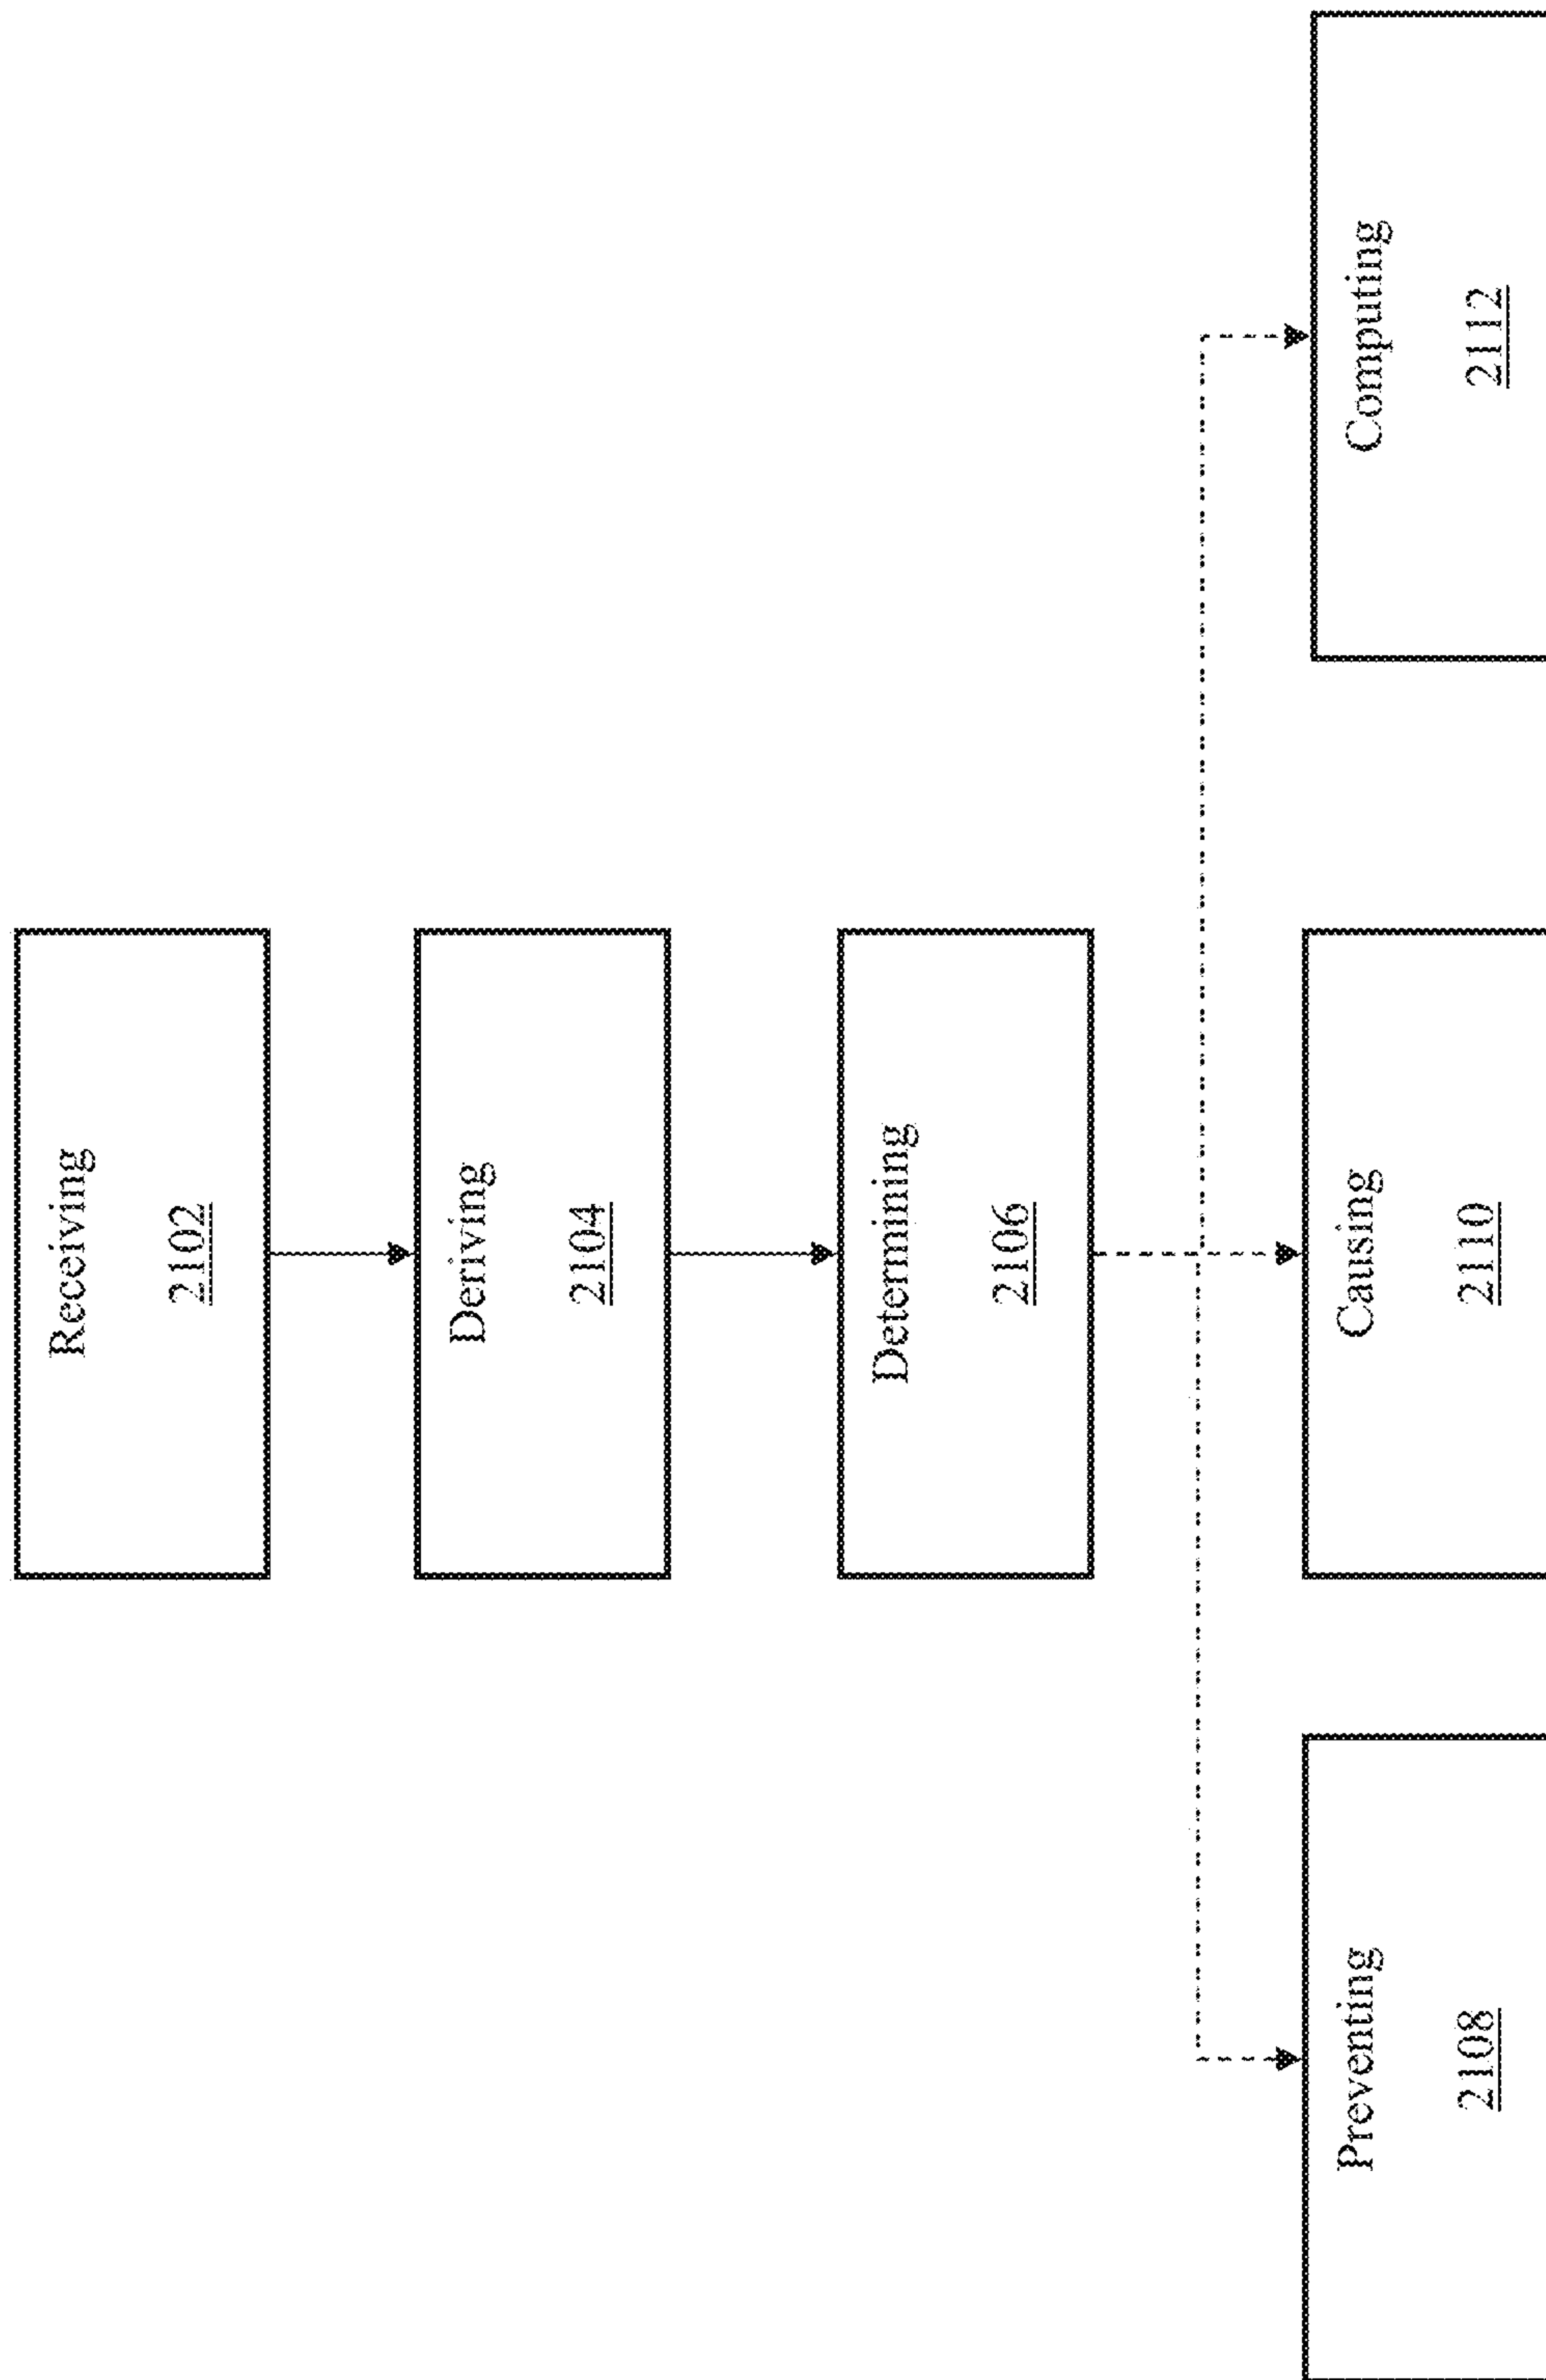 Receiving
2102
Deriving
2104
Determining
2106
Preventing
2108
Causing
2110
Computing
2112